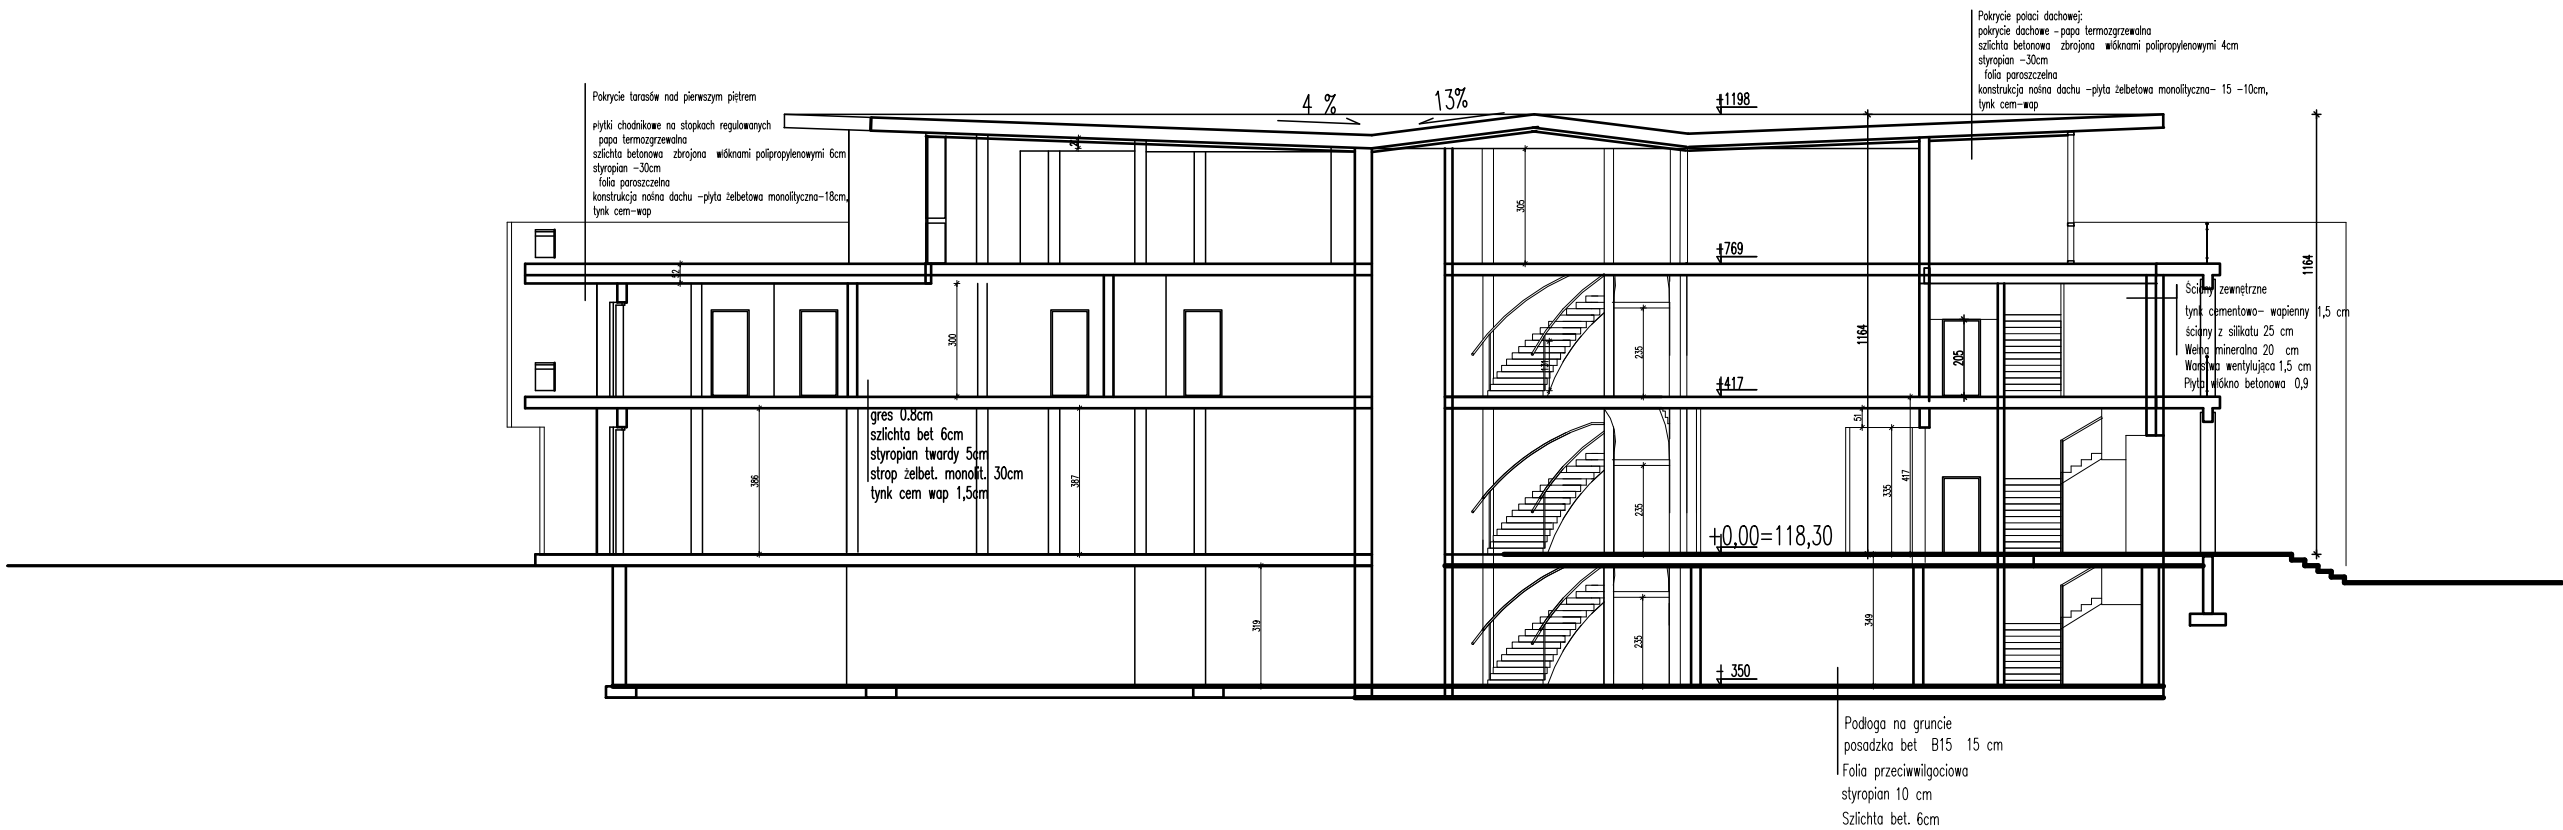 Pokrycie połaci dachowej:
pokrycie dachowe -papa termozgrzewalna
szlichta betonowa zbrojona włóknami polipropylenowymi 4cm
styropian -30cm
folia paroszczelna
konstrukcja nośna dachu -płyta żelbetowa monolityczna- 15 -10cm,
tynk cem-wap
Pokrycie tarasów nad pierwszym piętrem
płytki chodnikowe na stopkach regulowanych
papa termozgrzewalna
szlichta betonowa zbrojona włóknami polipropylenowymi 6cm
styropian -30cm
folia paroszczelna
konstrukcja nośna dachu -płyta żelbetowa monolityczna-18cm,
tynk cem-wap
4 %
13%
+1198
305
+769
52
1164
1164
Ściany zewnętrzne
tynk cementowo- wapienny 1,5 cm
ściany z silikatu 25 cm
Wełna mineralna 20 cm
Warstwa wentylująca 1,5 cm
Płyta włókno betonowa 0,9
300
235
205
+417
gres 0.8cm
szlichta bet 6cm
styropian twardy 5cm
strop żelbet. monolit. 30cm
tynk cem wap 1,5cm
51
386
387
235
335
417
+0,00=118,30
319
235
349
+ 350
Podłoga na gruncie
posadzka bet B15 15 cm
Folia przeciwwilgociowa
styropian 10 cm
Szlichta bet. 6cm